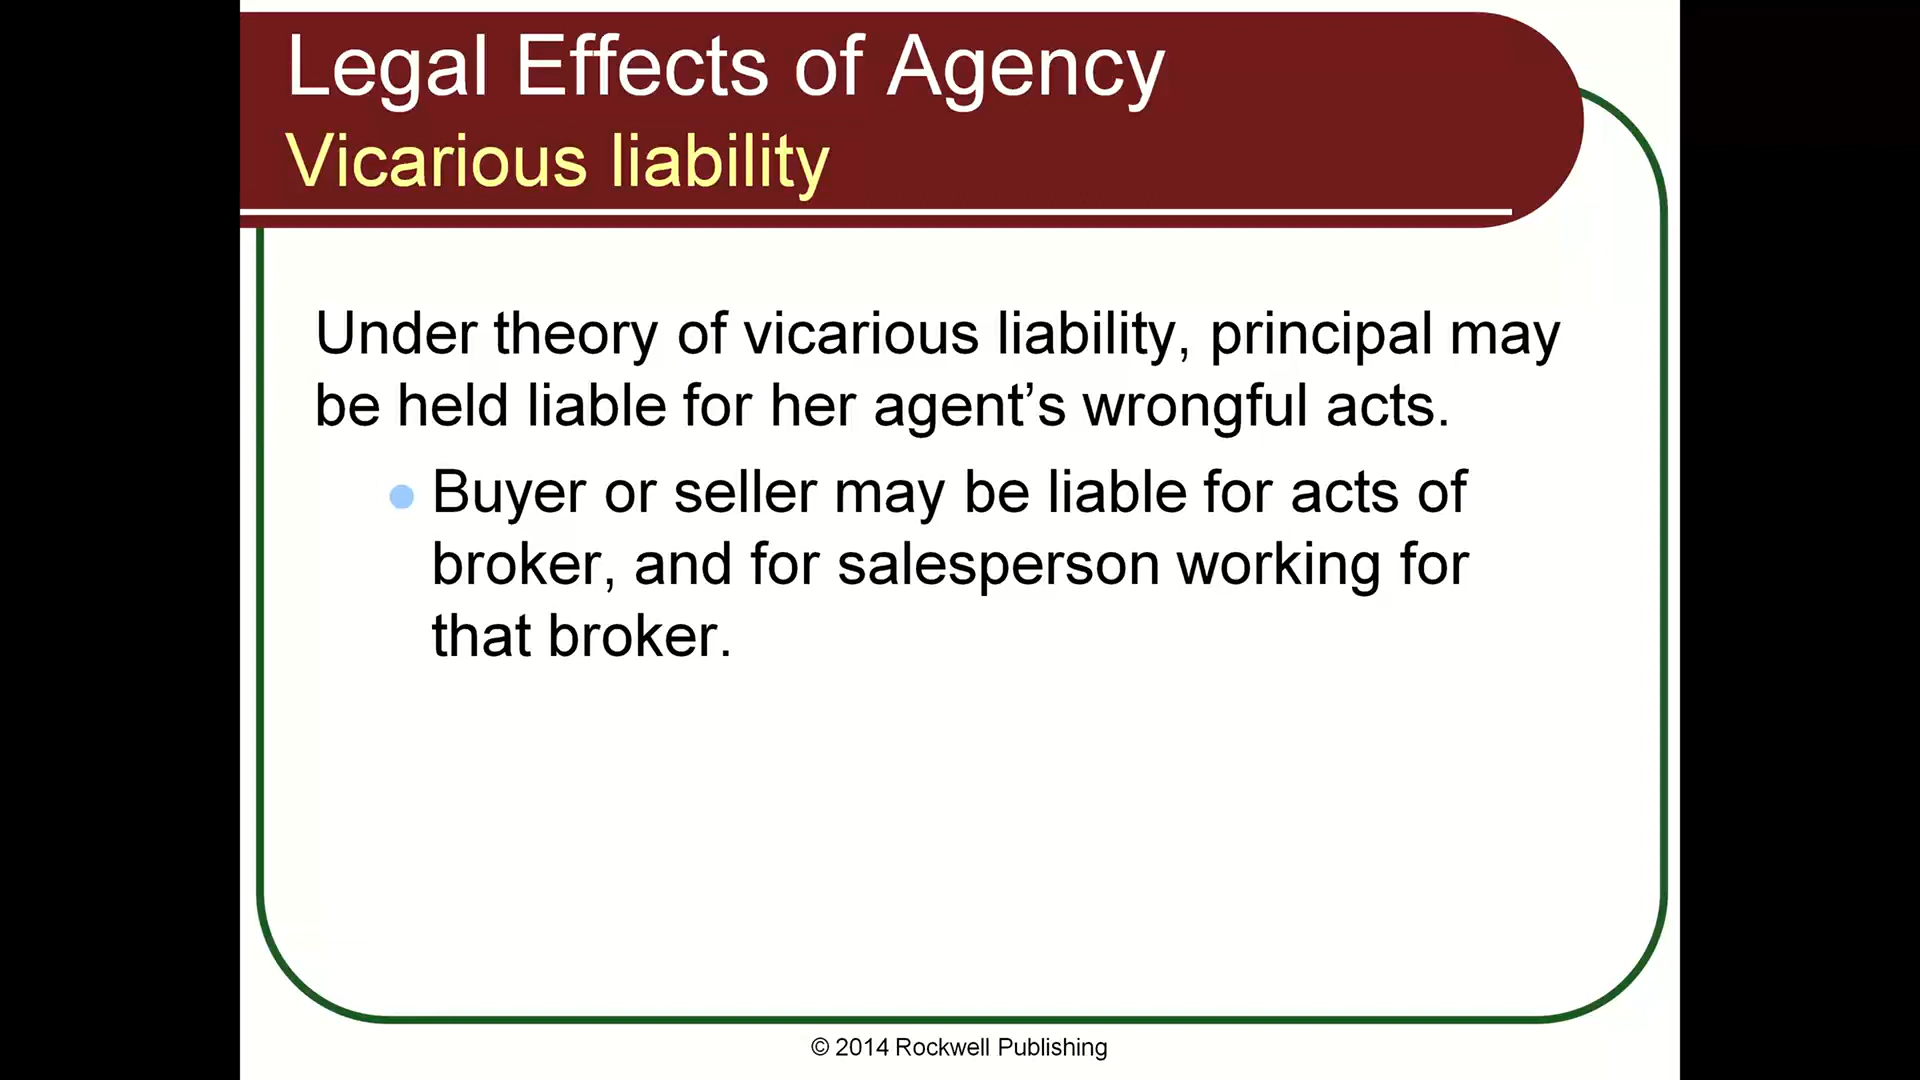 Legal Effects of Agency
Vicarious liability
Under theory of vicarious liability, principal may
be held liable for her agent’s wrongful acts.
Buyer or seller may be liable for acts of
broker, and for salesperson working for
that broker.
© 2014 Rockwell Publishing